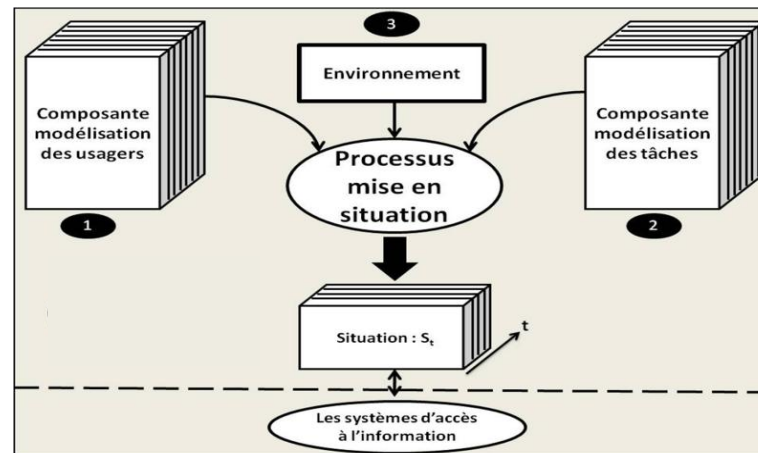 3
Environnement
Composante
modélisation
des usagers
Composante
modélisation
des tâches
Processus
mise en
situation
1
2
Situation : Sₜ
t
Les systèmes d’accès
à l’information